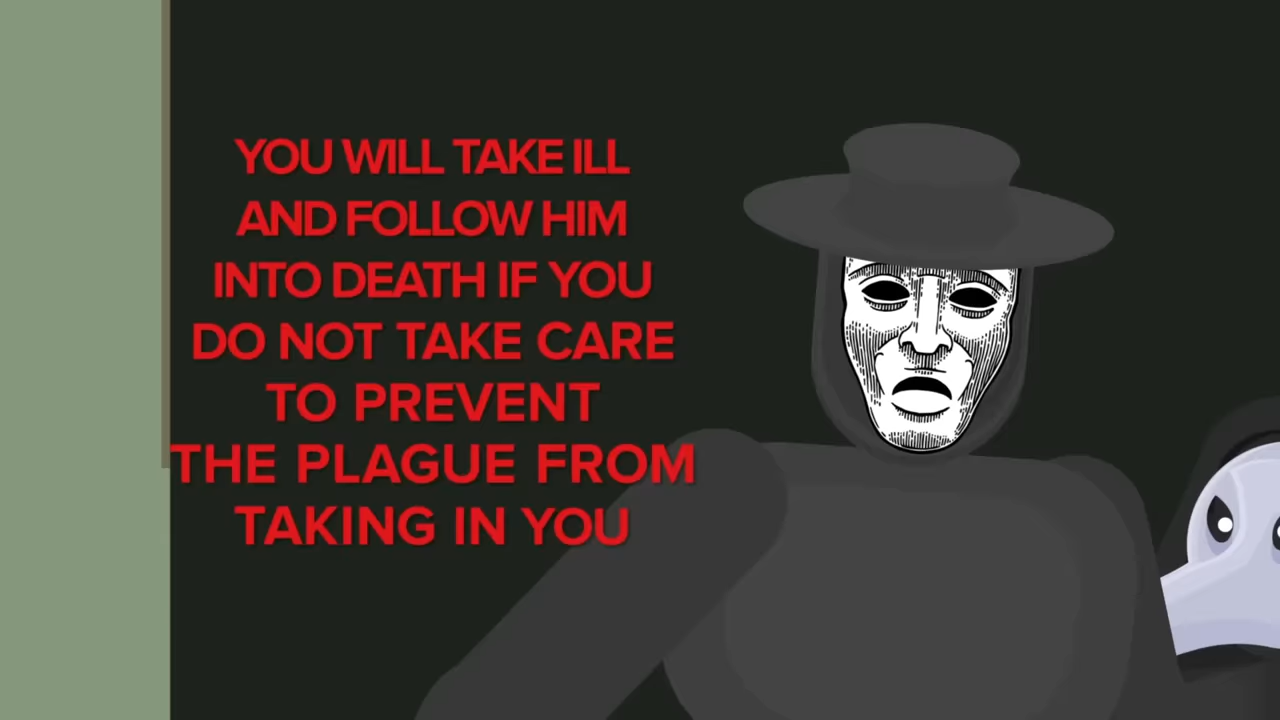 YOU WILL TAKE ILL
AND FOLLOW HIM
INTO DEATH IF YOU
DO NOT TAKE CARE
TO PREVENT
THE PLAGUE FROM
TAKING IN YOU